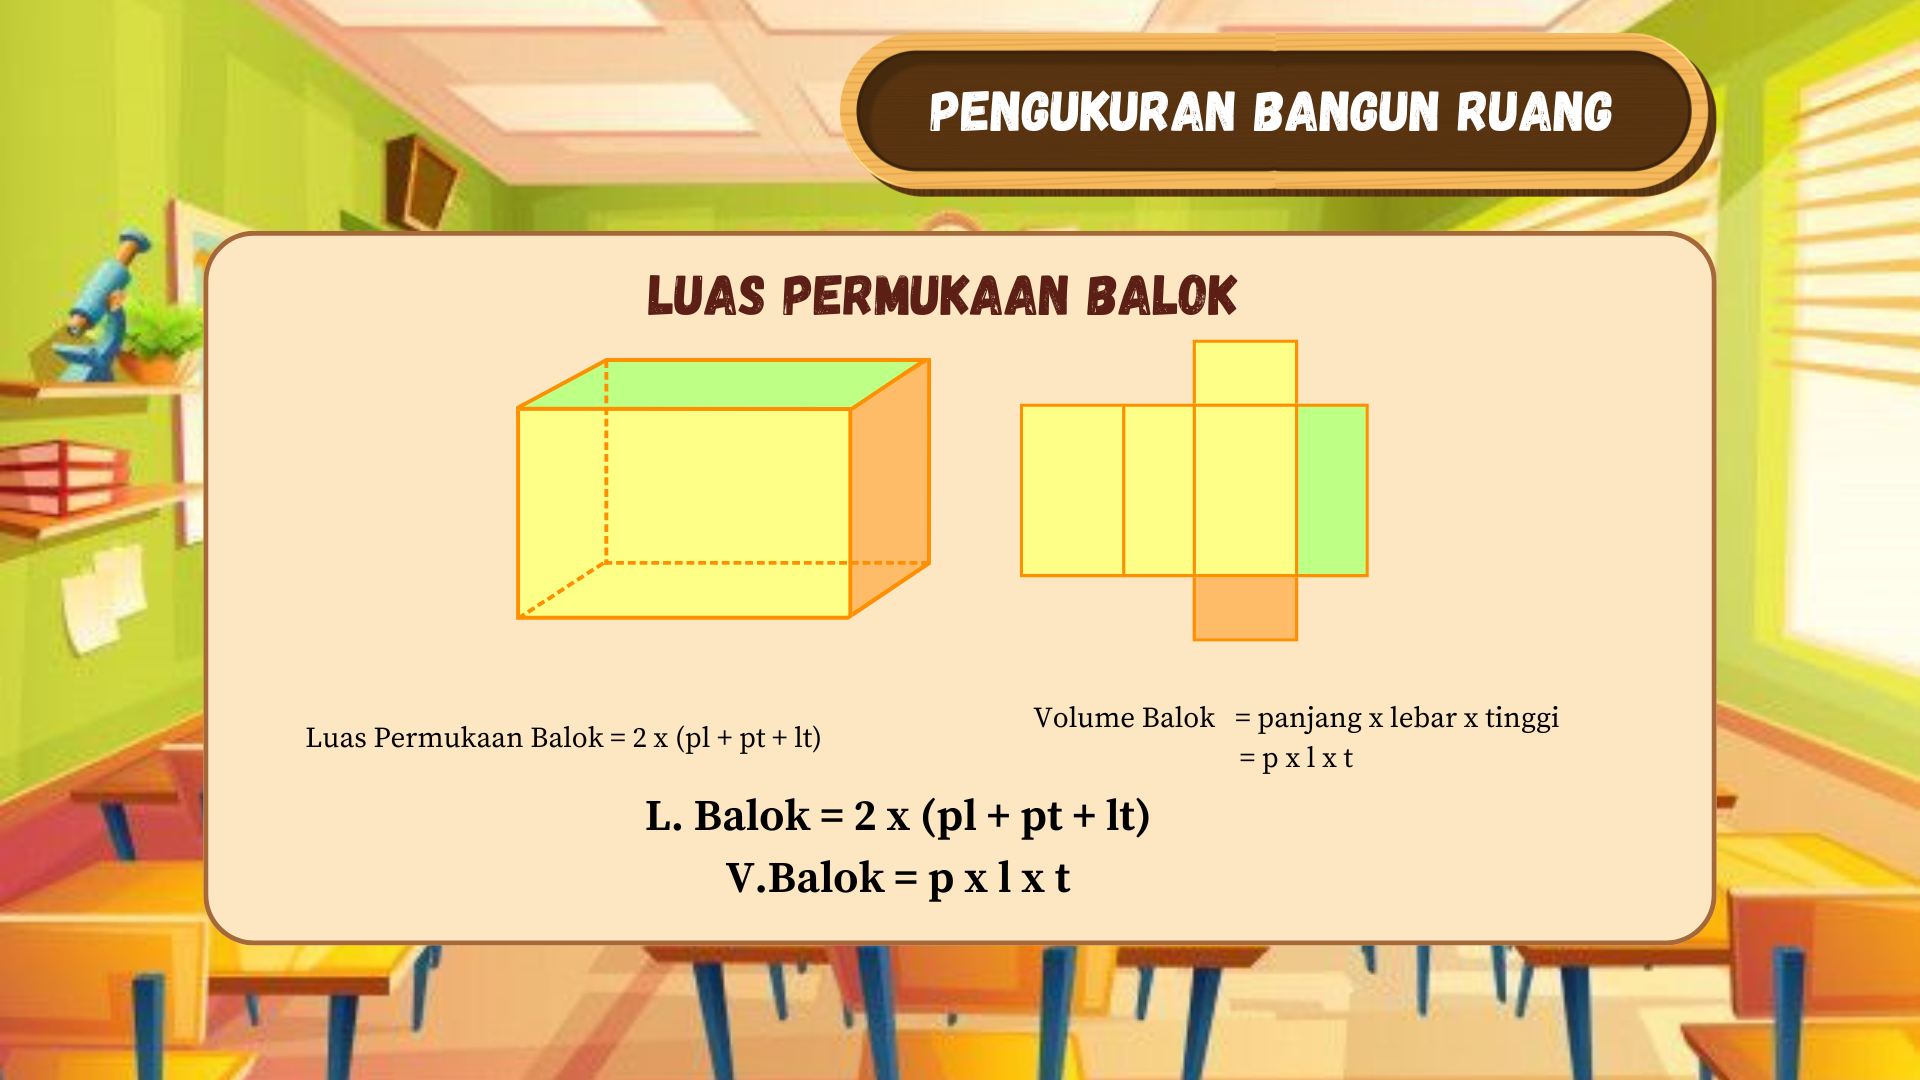 PENGUKURAN BANGUN RUANG
LUAS PERMUKAAN BALOK
Luas Permukaan Balok = 2 x (pl + pt + lt)
Volume Balok = panjang x lebar x tinggi
= p x l x t
L. Balok = 2 x (pl + pt + lt)
V.Balok = p x l x t